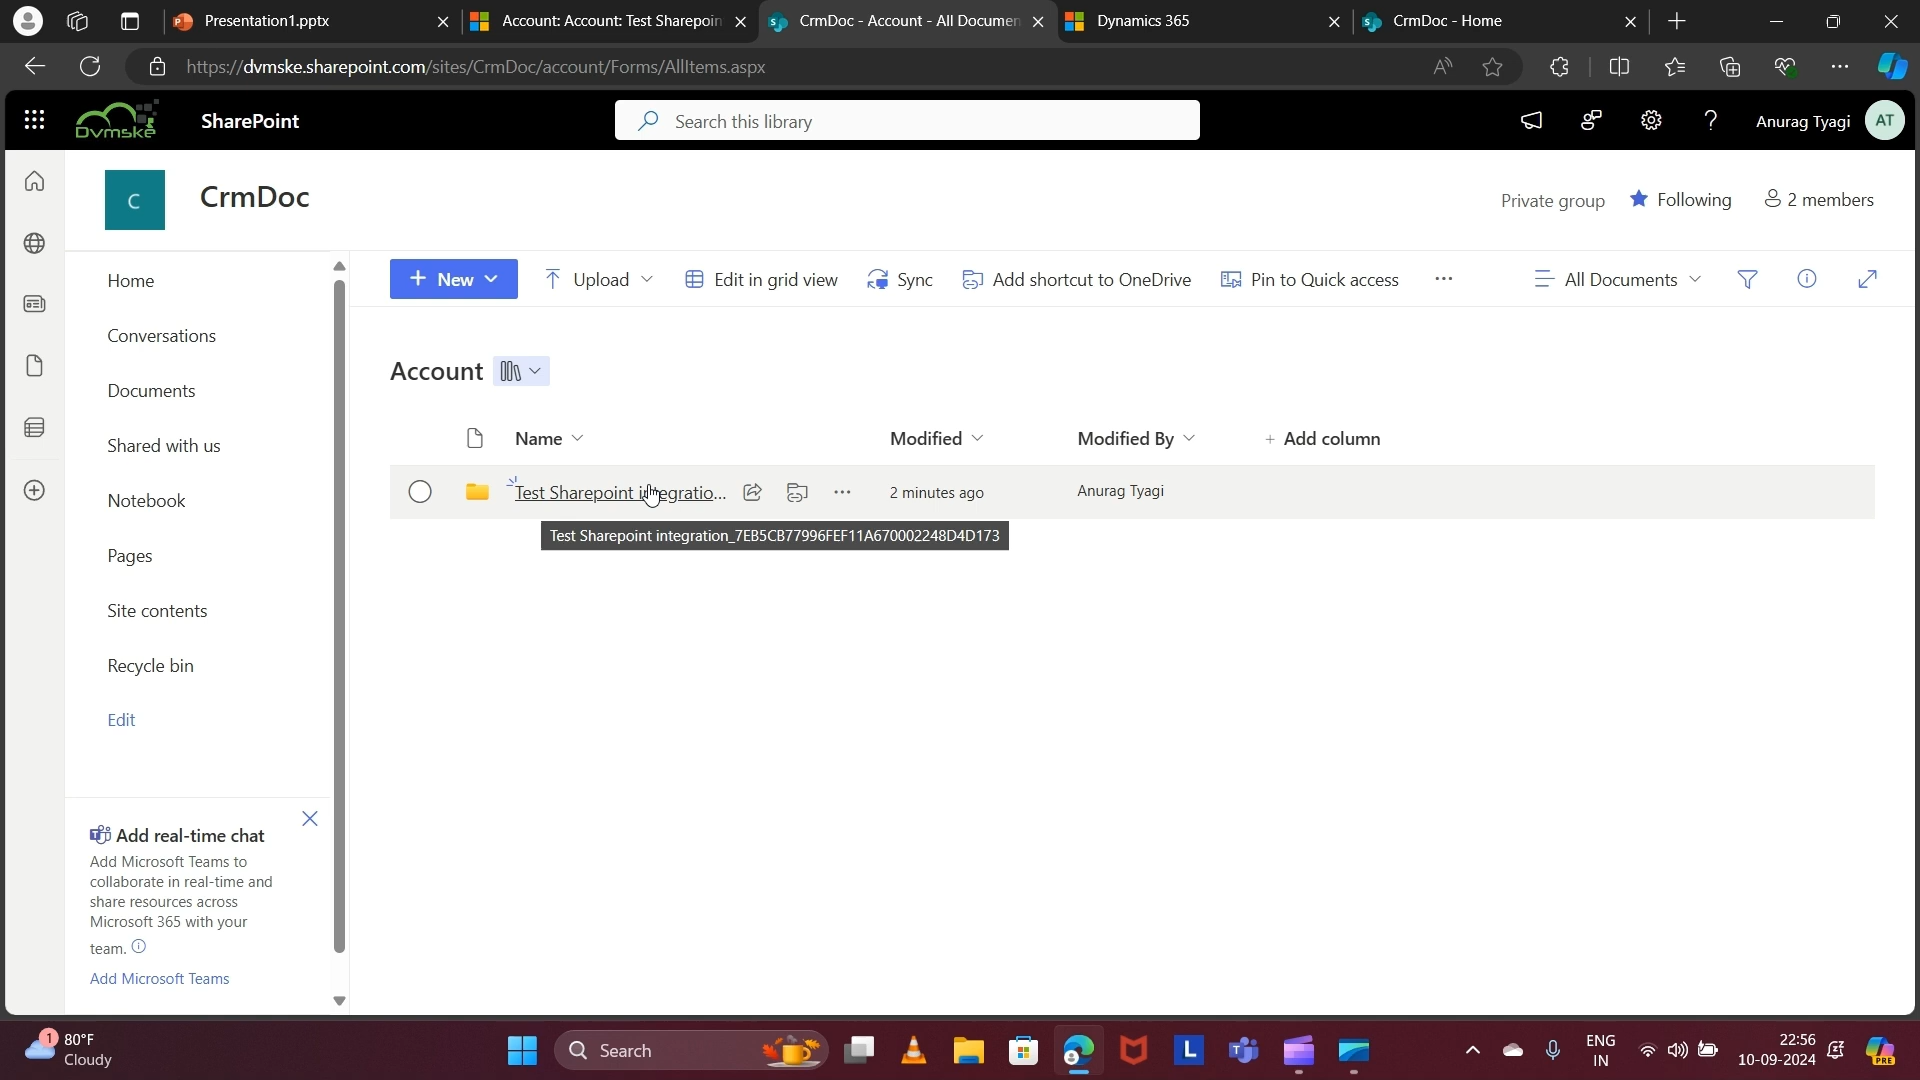 Presentation1.pptx
Account: Account: Test Sharepoin
CrmDoc - Account - All Documen
Dynamics 365
CrmDoc - Home
https://dvmske.sharepoint.com/sites/CrmDoc/account/Forms/AllItems.aspx
Dvmske
SharePoint
Search this library
Anurag Tyagi
AT
C
CrmDoc
Private group
Following
2 members
Home
Conversations
Documents
Shared with us
Notebook
Pages
Site contents
Recycle bin
Edit
+ New
Upload
Edit in grid view
Sync
Add shortcut to OneDrive
Pin to Quick access
...
All Documents
Account
Name
Modified
Modified By
+ Add column
Test Sharepoint integratio...
2 minutes ago
Anurag Tyagi
Test Sharepoint integration_7EB5CB77996FEF11A670002248D4D173
Add real-time chat
Add Microsoft Teams to
collaborate in real-time and
share resources across
Microsoft 365 with your
team.
Add Microsoft Teams
1
80°F
Cloudy
Search
L
ENG
IN
22:56
10-09-2024
PRE